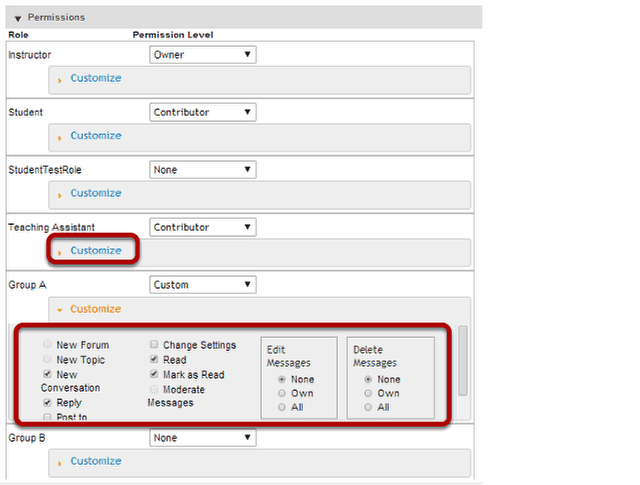 Permissions
Role Permission Level
Instructor Owner
Customize
Student Contributor
Customize
StudentTestRole None
Customize
Teaching Assistant Contributor
Customize
Group A Custom
Customize
New Forum
New Topic
New
Conversation
Reply
Post to
Change Settings
Read
Mark as Read
Moderate
Messages
Edit
Messages
None
Own
All
Delete
Messages
None
Own
All
Group B None
Customize